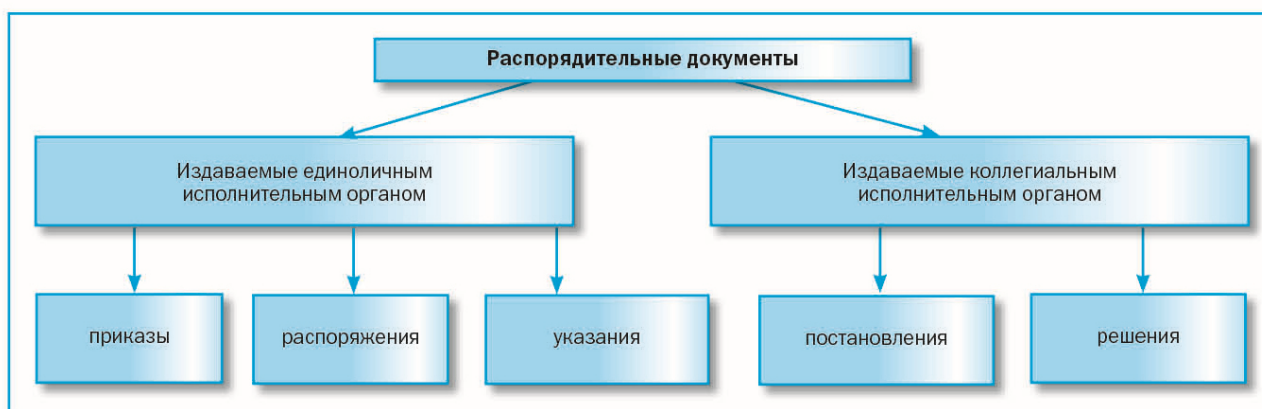 Распорядительные документы
Издаваемые единоличным
исполнительным органом
Издаваемые коллегиальным
исполнительным органом
приказы
распоряжения
указания
постановления
решения